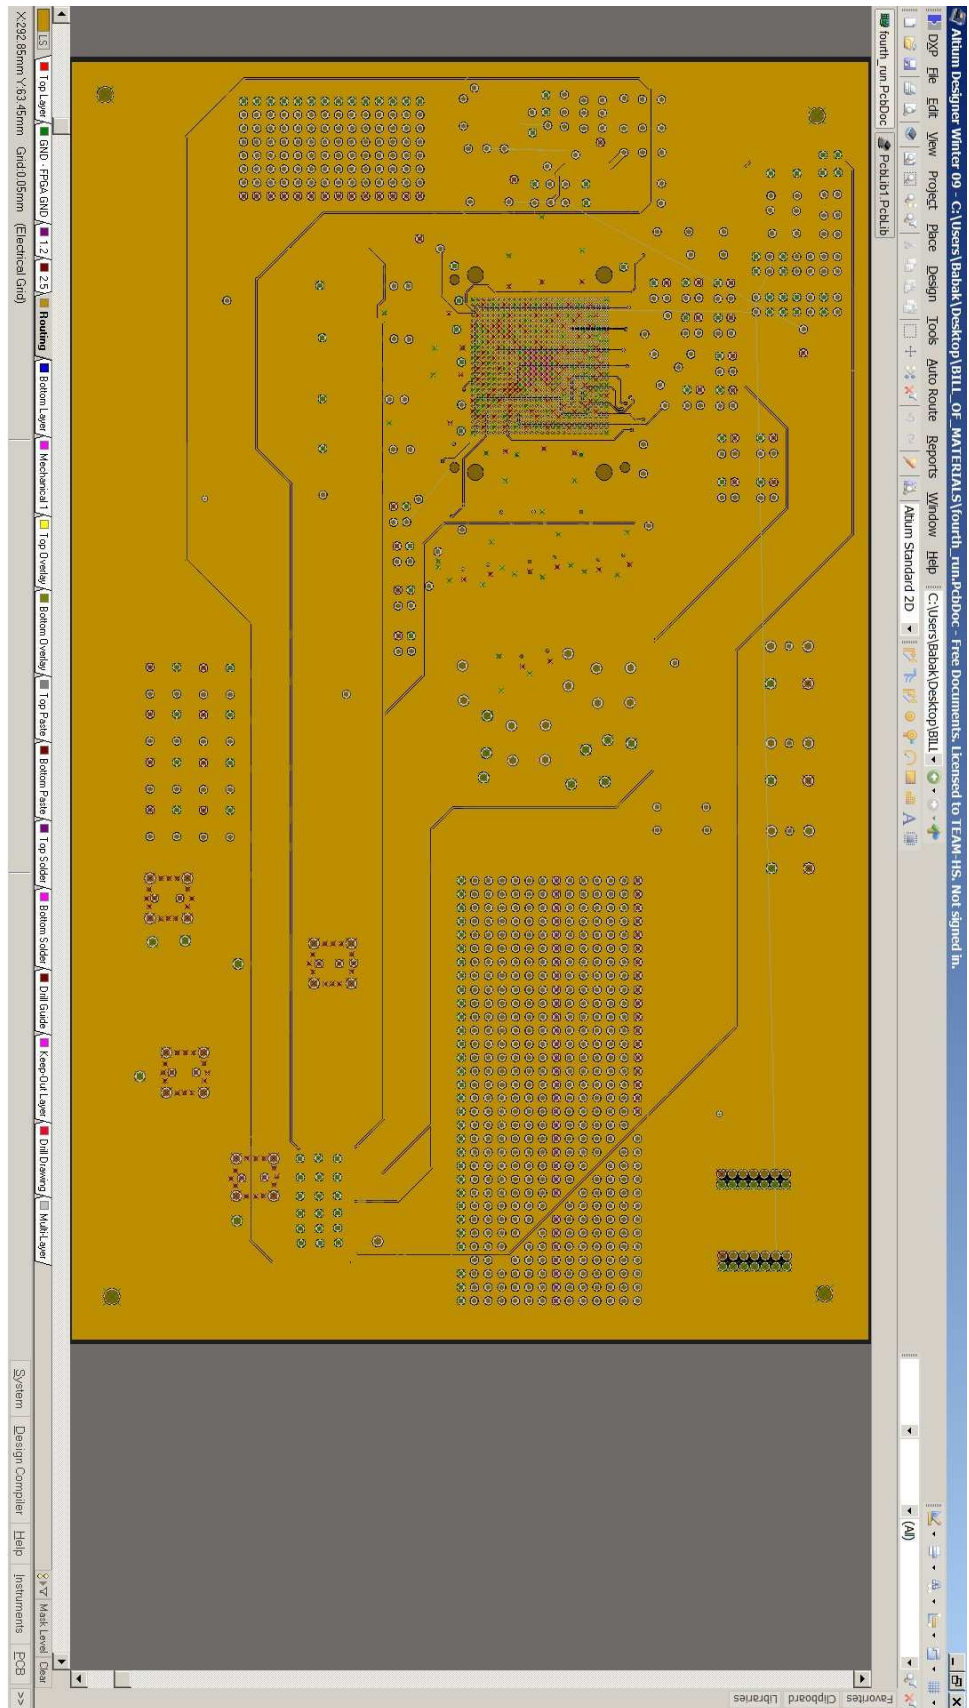 Altium Designer Winter 09 - C:\Users\Babak\Desktop\BILL_OF_MATERIALS\fourth_run.PcbDoc - Free Documents. Licensed to TEAM-HS. Not signed in.
DXP File Edit View Project Place Design Tools Auto Route Reports Window Help C:\Users\Babak\Desktop\BILL
Altium Standard 2D (All)
fourth_run.PcbDoc PcbLib1.PcbLib
Favorites Clipboard Libraries
LS Top Layer GND - FPGA GND 1.2 2.5 Routing Bottom Layer Mechanical 1 Top Overlay Bottom Overlay Top Paste Bottom Paste Top Solder Bottom Solder Drill Guide Keep-Out Layer Drill Drawing Multi-Layer Mask Level Clear
X:292.85mm Y:63.45mm Grid:0.05mm (Electrical Grid) System Design Compiler Help Instruments PCB >>